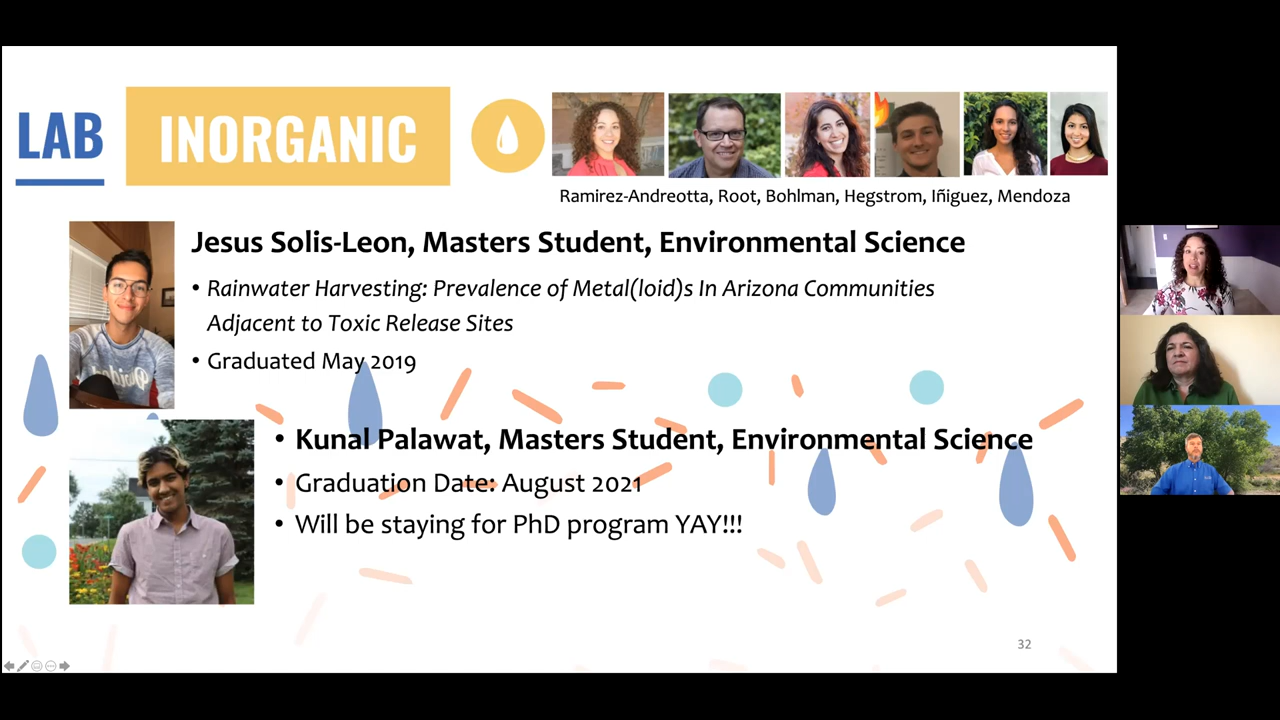 LAB
INORGANIC
Ramirez-Andreotta, Root, Bohlman, Hegstrom, Iñiguez, Mendoza
Jesus Solis-Leon, Masters Student, Environmental Science
• Rainwater Harvesting: Prevalence of Metal(loid)s In Arizona Communities
Adjacent to Toxic Release Sites
• Graduated May 2019
• Kunal Palawat, Masters Student, Environmental Science
• Graduation Date: August 2021
• Will be staying for PhD program YAY!!!
32